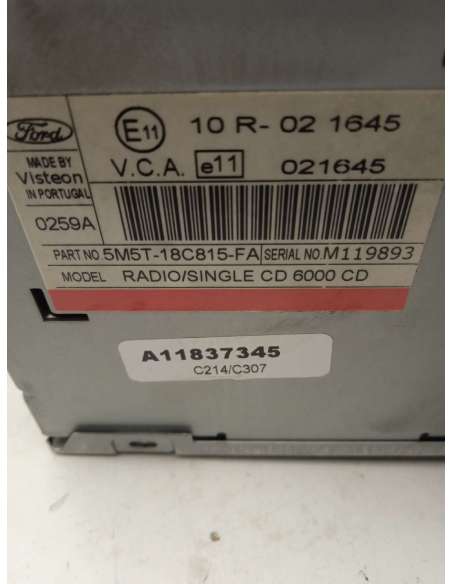 Ford
E11 10 R- 02 1645
MADE BY
Visteon
IN PORTUGAL
V.C.A. e11 021645
0259A
PART NO 5M5T-18C815-FA SERIAL NO M119893
MODEL RADIO/SINGLE CD 6000 CD
A11837345
C214/C307